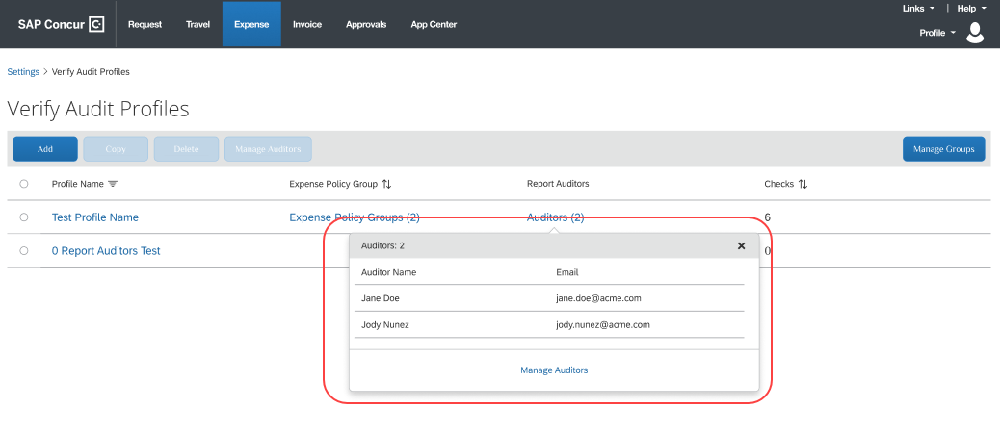 Links | Help
SAP Concur Request Travel Expense Invoice Approvals App Center
Profile
Settings > Verify Audit Profiles
Verify Audit Profiles
Add Copy Delete Manage Auditors Manage Groups
Profile Name Expense Policy Group Report Auditors Checks
Test Profile Name Expense Policy Groups (2) Auditors (2) 6
0 Report Auditors Test 0
Auditors: 2
Auditor Name Email
Jane Doe jane.doe@acme.com
Jody Nunez jody.nunez@acme.com
Manage Auditors